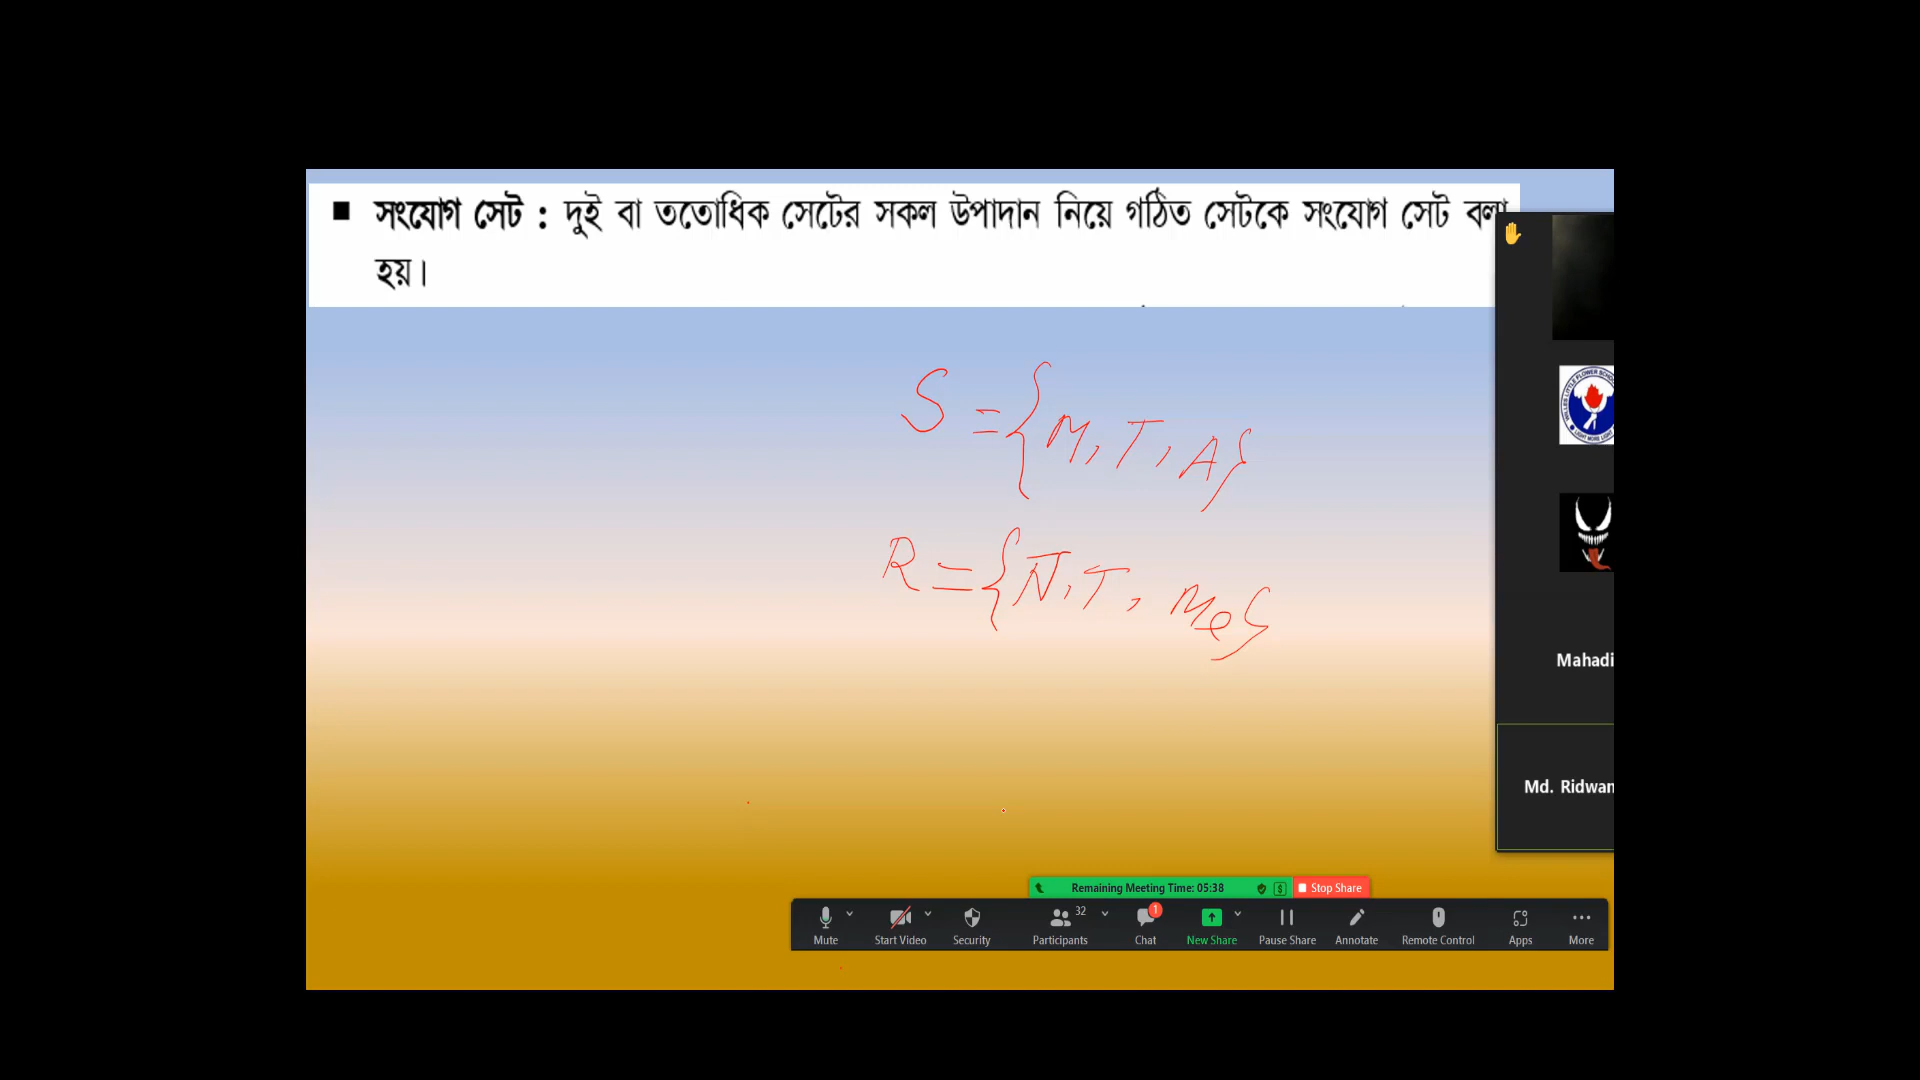 ■ সংযোগ সেট : দুই বা ততোধিক সেটের সকল উপাদান নিয়ে গঠিত সেটকে সংযোগ সেট বলা
হয়।
S = {M, T, A}
R = {N, T, Me}
Mahadi
Md. Ridwan
Remaining Meeting Time: 05:38 Stop Share
32 1
Mute Start Video Security Participants Chat New Share Pause Share Annotate Remote Control Apps More